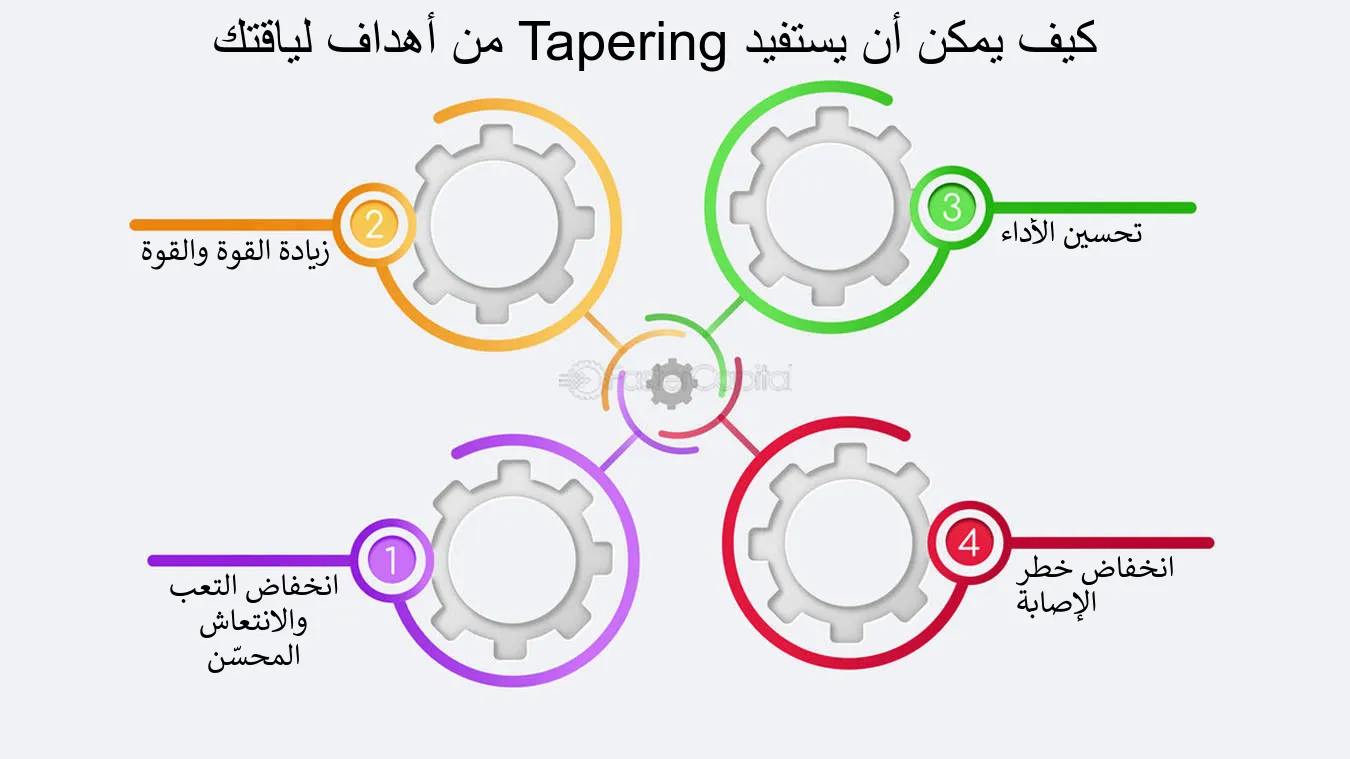 كيف يمكن أن يستفيد Tapering من أهداف لياقتك
3
تحسين الأداء
2
زيادة القوة والقوة
FasterCapital
4
انخفاض خطر
الإصابة
1
انخفاض التعب
والانتعاش
المحسّن